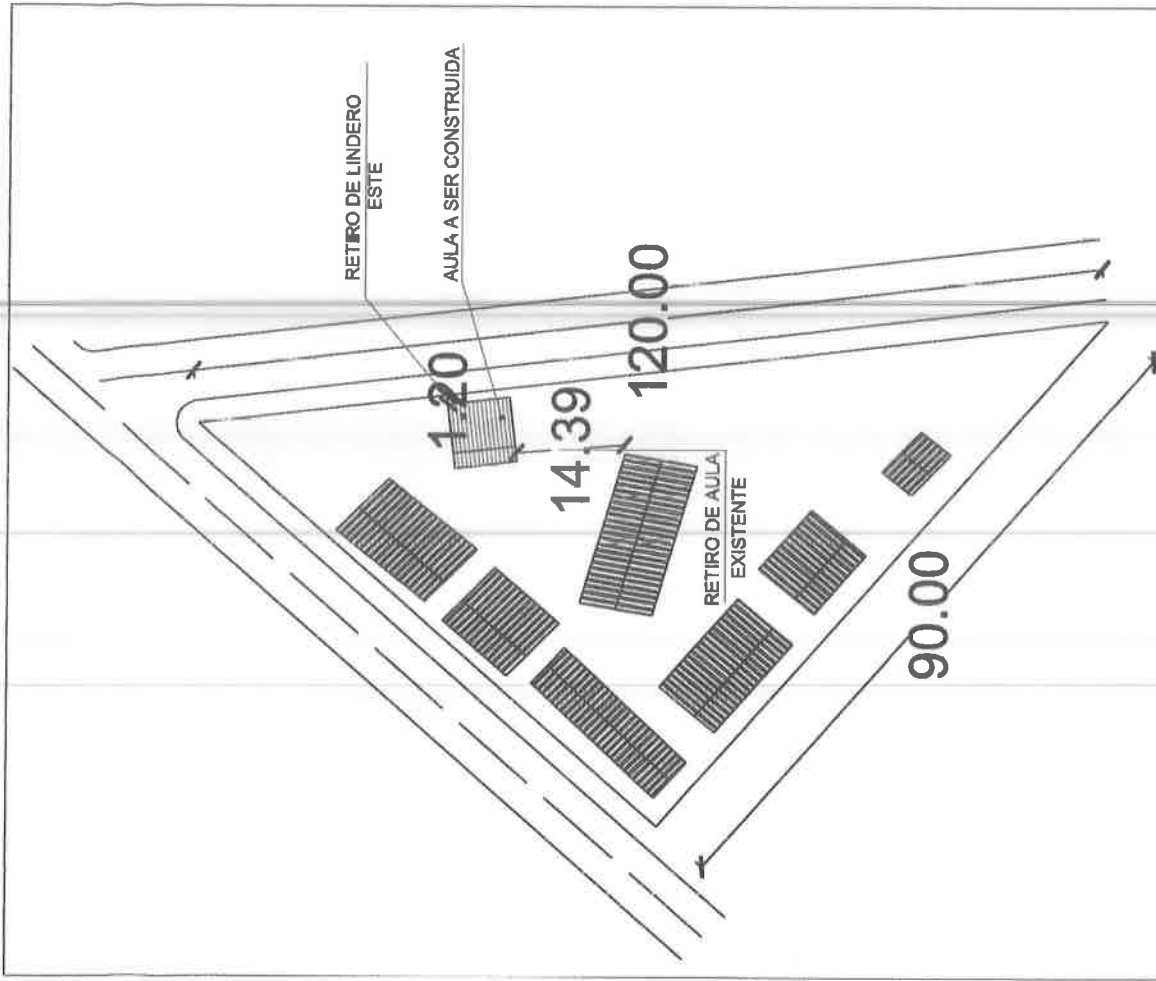 RETIRO DE LINDERO
ESTE
AULA A SER CONSTRUIDA
1.20
120.00
14.39
RETIRO DE AULA
EXISTENTE
90.00